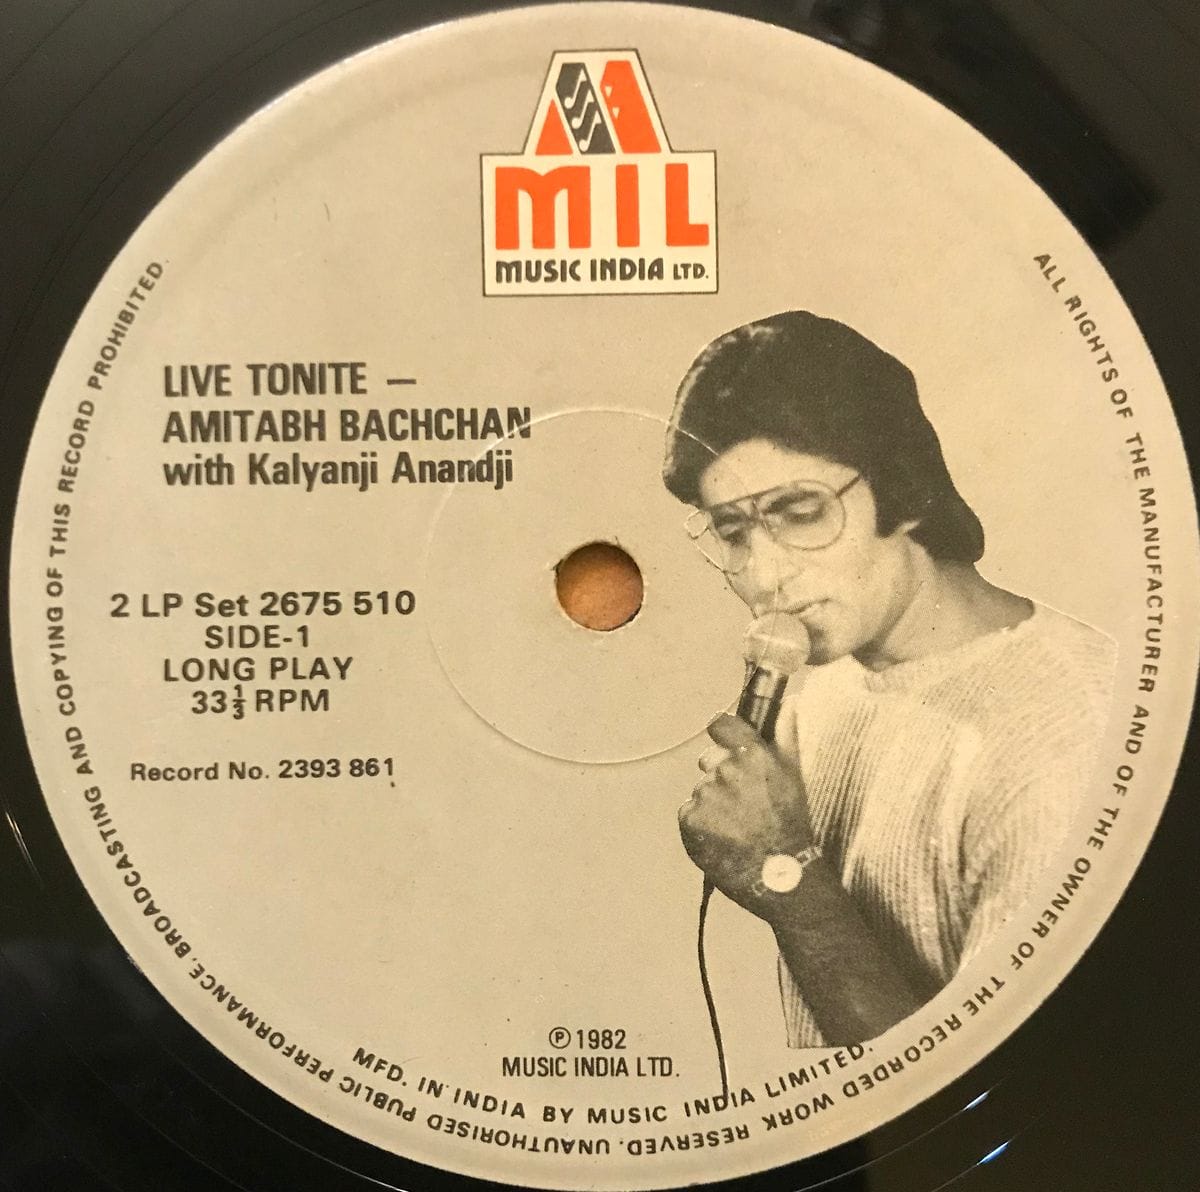 MIL
MUSIC INDIA LTD.
LIVE TONITE —
AMITABH BACHCHAN
with Kalyanji Anandji
2 LP Set 2675 510
SIDE-1
LONG PLAY
33⅓ RPM
Record No. 2393 861
℗ 1982
MUSIC INDIA LTD.
MFD. IN INDIA BY MUSIC INDIA LIMITED.
ALL RIGHTS OF THE MANUFACTURER AND OF THE OWNER OF THE RECORDED WORK RESERVED. UNAUTHORISED PUBLIC PERFORMANCE, BROADCASTING AND COPYING OF THIS RECORD PROHIBITED.